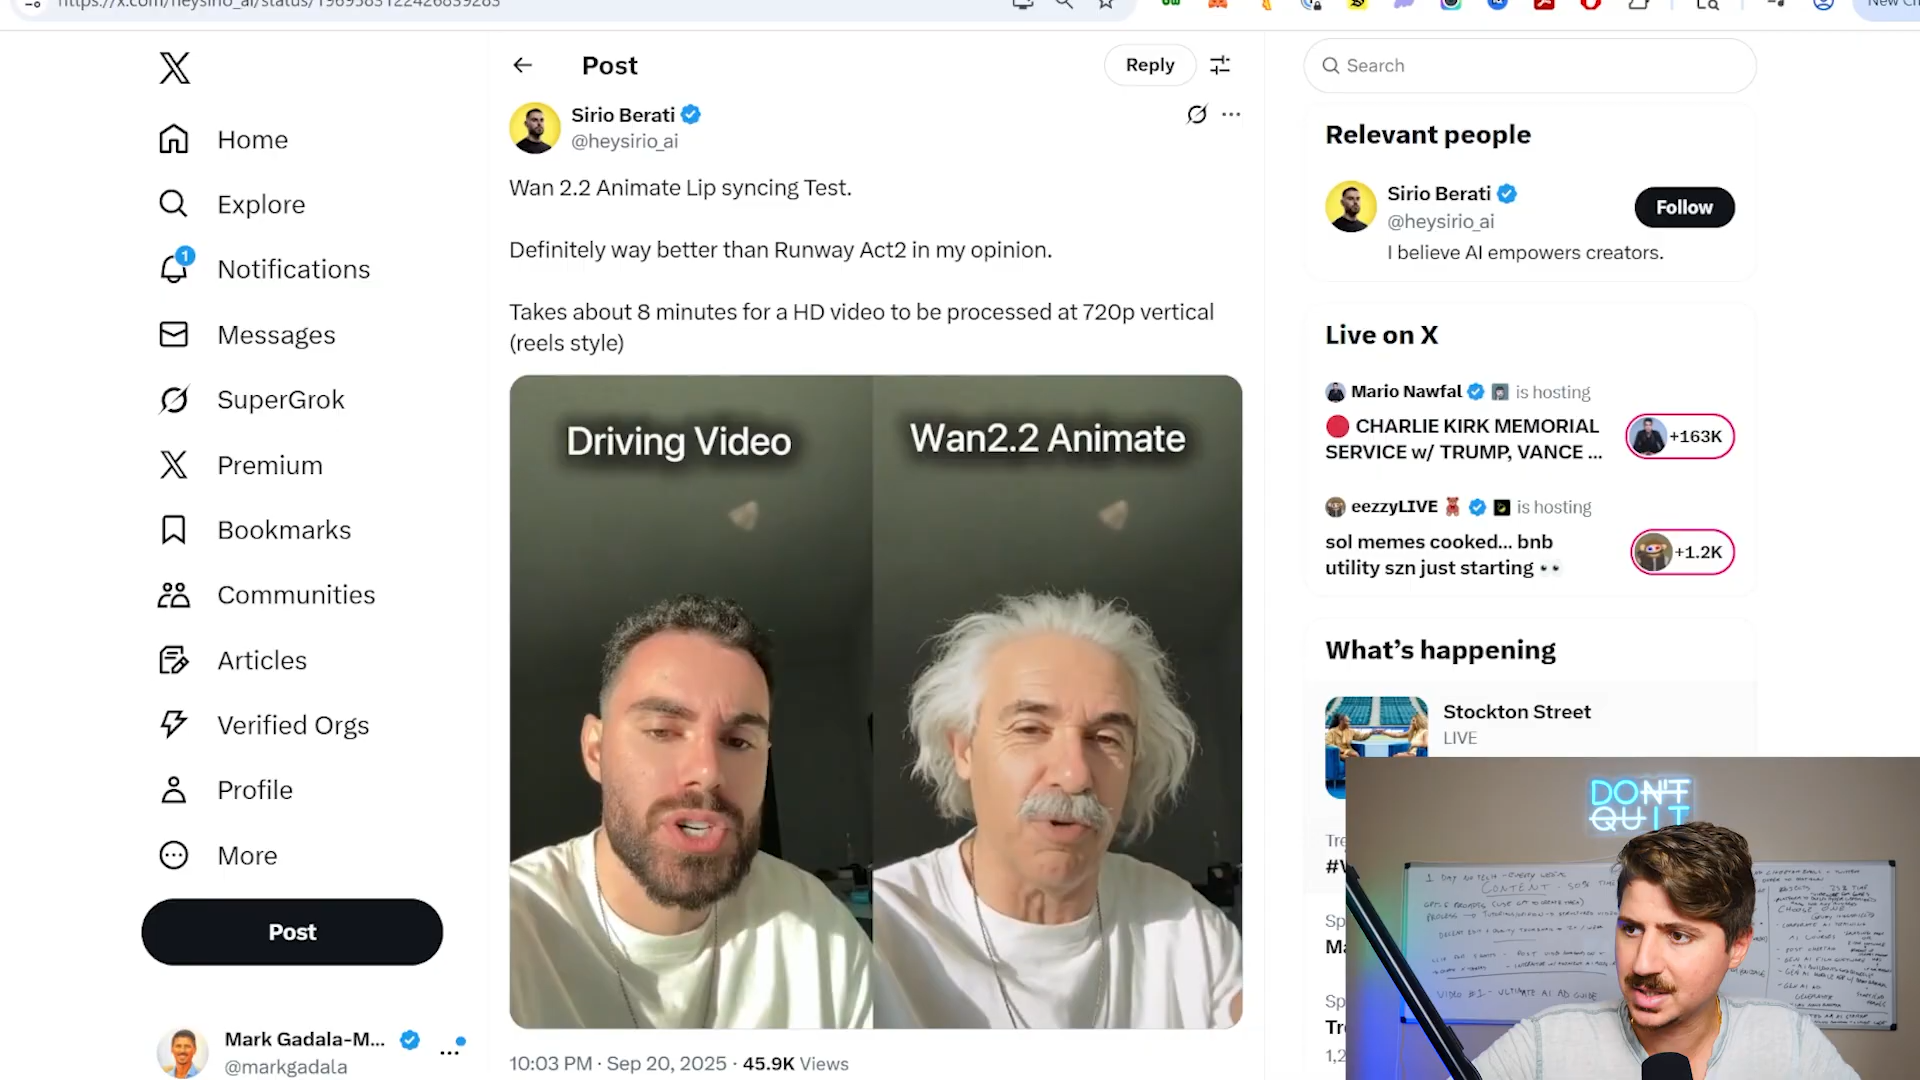 New Ch
Home
Explore
1
Notifications
Messages
SuperGrok
Premium
Bookmarks
Communities
Articles
Verified Orgs
Profile
More
Post
Mark Gadala-M...
@markgadala
Post
Reply
Sirio Berati
@heysirio_ai
Wan 2.2 Animate Lip syncing Test.
Definitely way better than Runway Act2 in my opinion.
Takes about 8 minutes for a HD video to be processed at 720p vertical
(reels style)
Driving Video
Wan2.2 Animate
10:03 PM · Sep 20, 2025 · 45.9K Views
Search
Relevant people
Sirio Berati
@heysirio_ai
Follow
I believe AI empowers creators.
Live on X
Mario Nawfal is hosting
CHARLIE KIRK MEMORIAL
SERVICE w/ TRUMP, VANCE ...
+163K
eezzyLIVE is hosting
sol memes cooked... bnb
utility szn just starting
+1.2K
What's happening
Stockton Street
LIVE
DON'T
QUIT
CONTENT